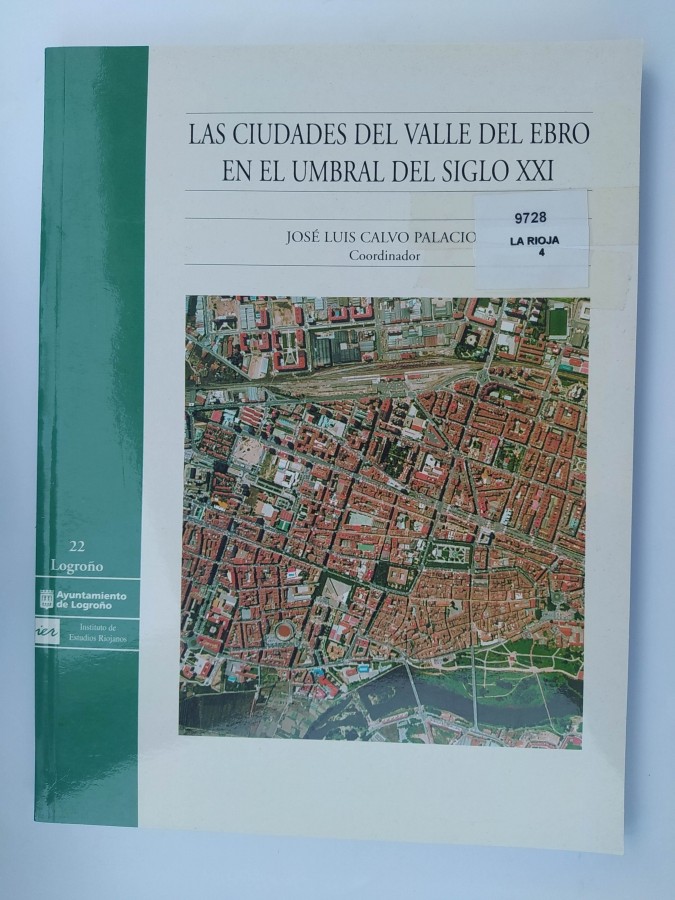 LAS CIUDADES DEL VALLE DEL EBRO
EN EL UMBRAL DEL SIGLO XXI
JOSÉ LUIS CALVO PALACIO
Coordinador
9728
LA RIOJA
4
22
Logroño
Ayuntamiento
de Logroño
ier
Instituto de
Estudios Riojanos